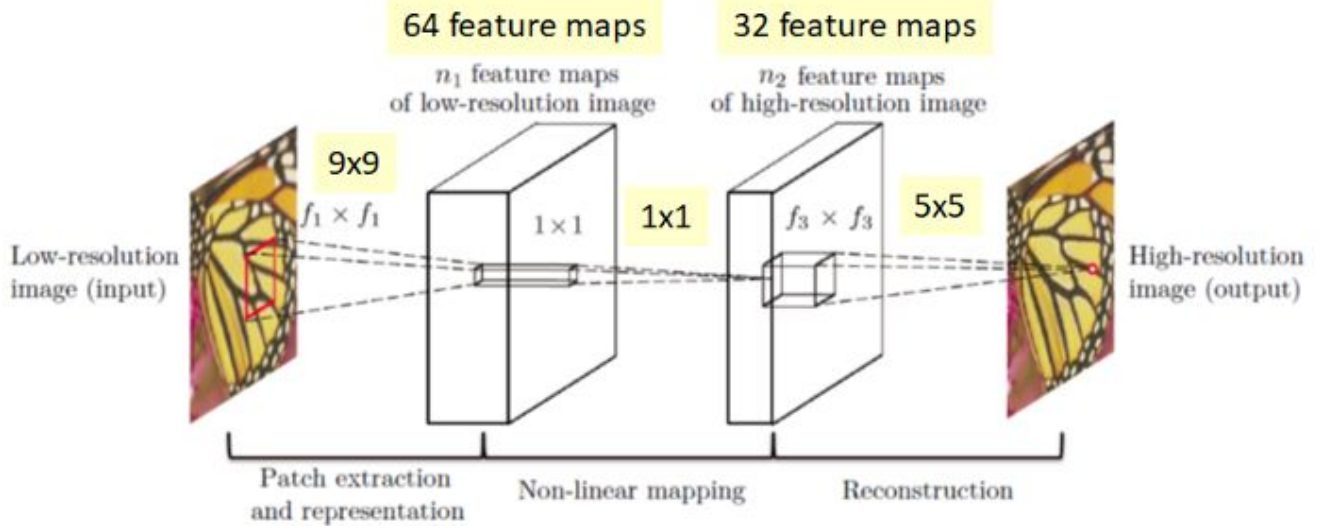 64 feature maps
32 feature maps
n₁ feature maps
of low-resolution image
n₂ feature maps
of high-resolution image
9x9
f₁ × f₁
1 × 1
1x1
f₃ × f₃
5x5
Low-resolution
image (input)
High-resolution
image (output)
Patch extraction
and representation
Non-linear mapping
Reconstruction